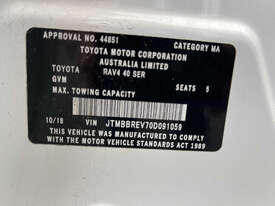 APPROVAL NO. 44851 CATEGORY MA
TOYOTA MOTOR CORPORATION
AUSTRALIA LIMITED
TOYOTA RAV4 40 SER
GVM SEATS 5
MAX. TOWING CAPACITY
10/18 VIN JTMBBREV70D091059
THIS VEHICLE WAS MANUFACTURED TO COMPLY
WITH THE MOTOR VEHICLE STANDARDS ACT 1989